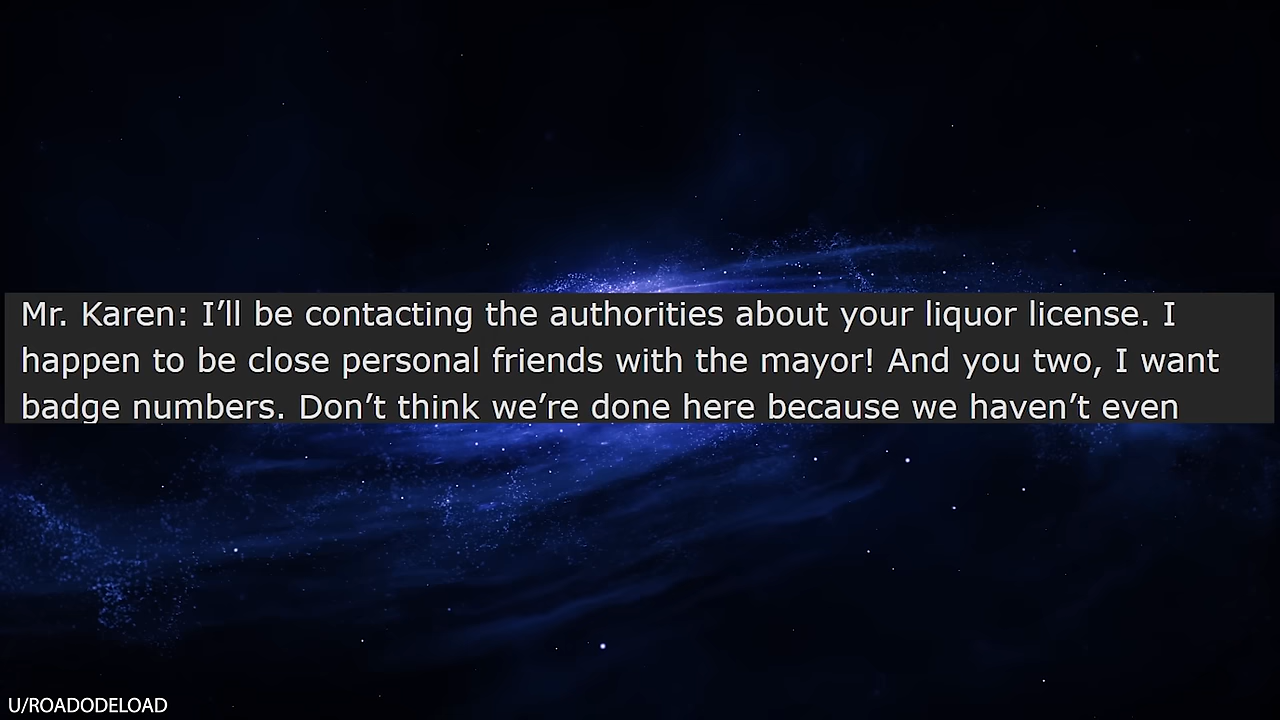 Mr. Karen: I’ll be contacting the authorities about your liquor license. I
happen to be close personal friends with the mayor! And you two, I want
badge numbers. Don’t think we’re done here because we haven’t even
U/ROADODELOAD